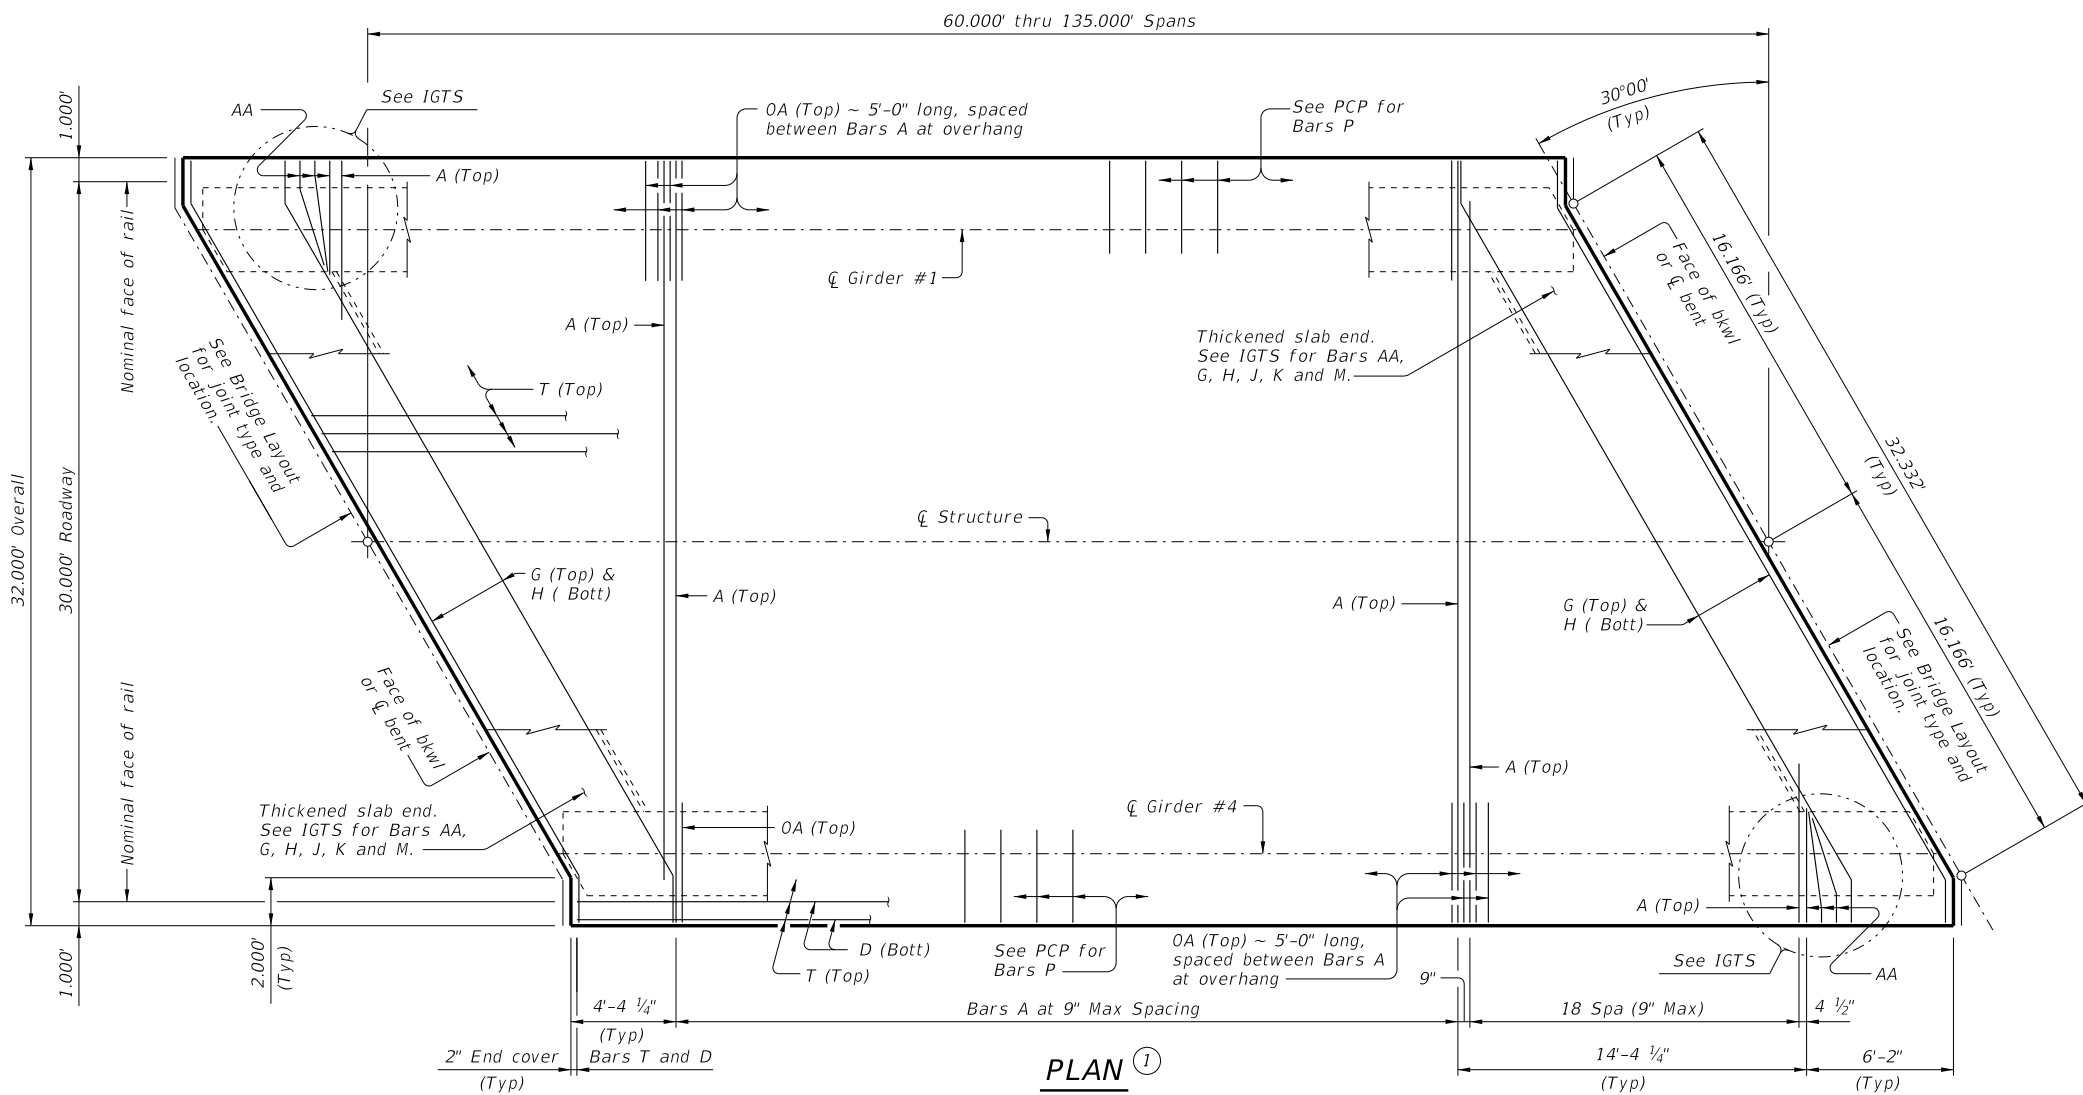 60.000' thru 135.000' Spans
30°00'
(Typ)
1.000'
AA
See IGTS
OA (Top) ~ 5'-0" long, spaced
between Bars A at overhang
See PCP for
Bars P
A (Top)
Nominal face of rail
℄ Girder #1
16.166' (Typ)
Face of bkwl
or ℄ bent
A (Top)
Thickened slab end.
See IGTS for Bars AA,
G, H, J, K and M.
See Bridge Layout
for joint type and
location.
T (Top)
32.332'
(Typ)
32.000' Overall
30.000' Roadway
℄ Structure
G (Top) &
H ( Bott)
A (Top)
A (Top)
G (Top) &
H ( Bott)
16.166' (Typ)
See Bridge Layout
for joint type and
location.
Face of bkwl
or ℄ bent
Nominal face of rail
A (Top)
Thickened slab end.
See IGTS for Bars AA,
G, H, J, K and M.
℄ Girder #4
OA (Top)
A (Top)
D (Bott)
T (Top)
See PCP for
Bars P
OA (Top) ~ 5'-0" long,
spaced between Bars A
at overhang
See IGTS
AA
1.000'
2.000'
(Typ)
9"
4'-4 ¼"
(Typ)
Bars A at 9" Max Spacing
18 Spa (9" Max)
4 ½"
2" End cover
(Typ)
Bars T and D
14'-4 ¼"
(Typ)
6'-2"
(Typ)
PLAN 1